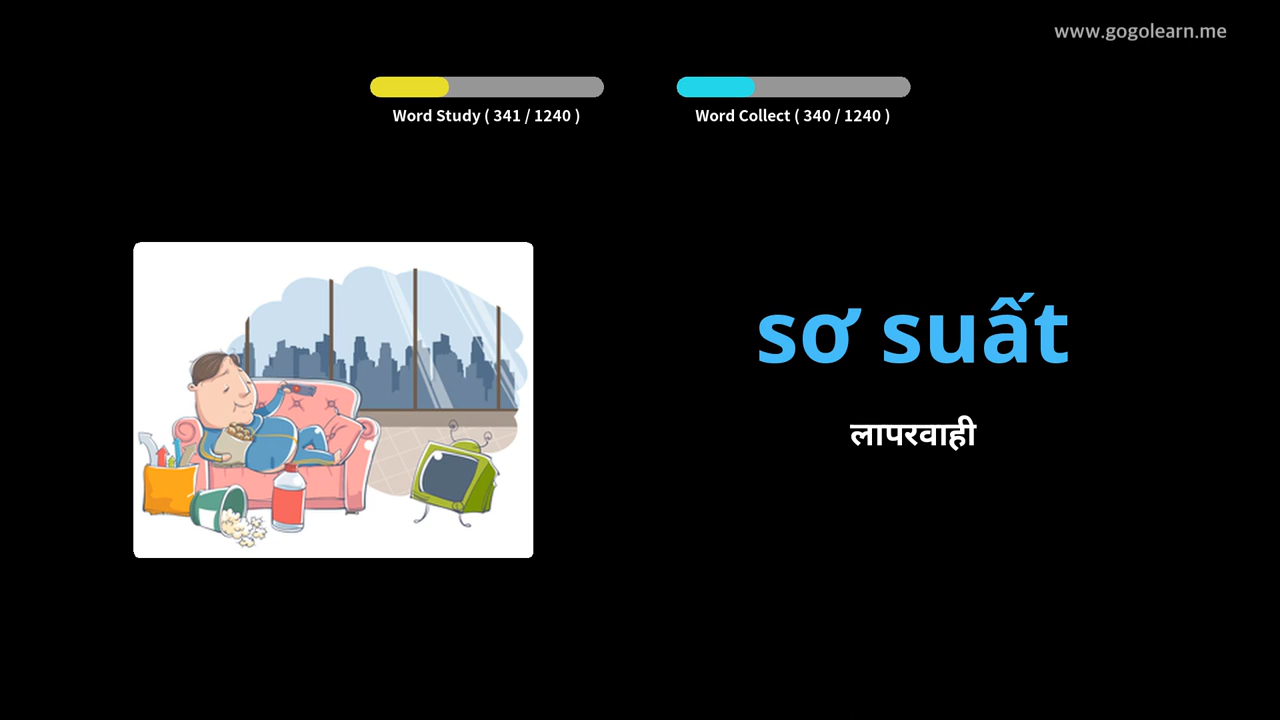 www.gogolearn.me
Word Study ( 341 / 1240 )
Word Collect ( 340 / 1240 )
sơ suất
लापरवाही